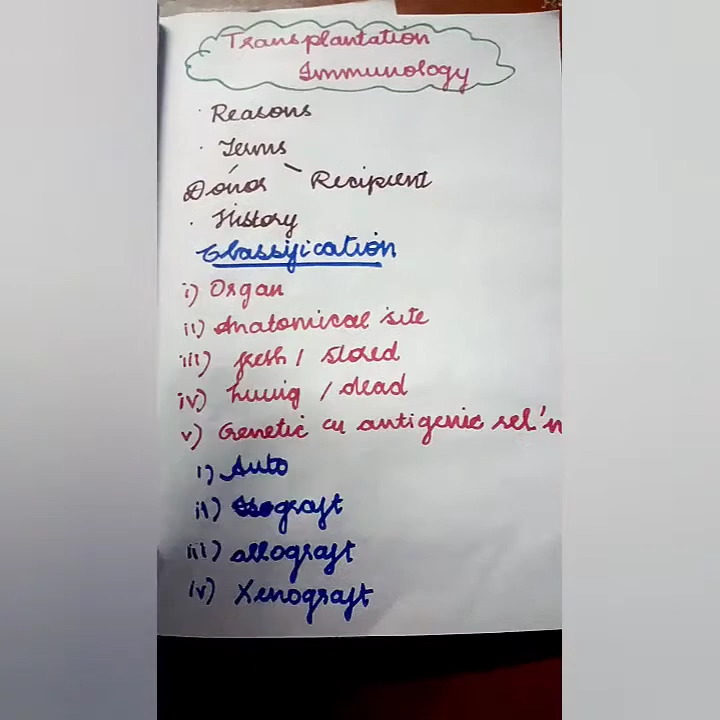 Transplantation
Immunology
· Reasons
· Terms
Donor Recipient
· History
Classification
i) Organ
ii) Anatomical site
iii) fresh / stored
iv) living / dead
v) Genetic antigenic rel'n
i) Auto
ii) Isograft
iii) allograft
iv) Xenograft